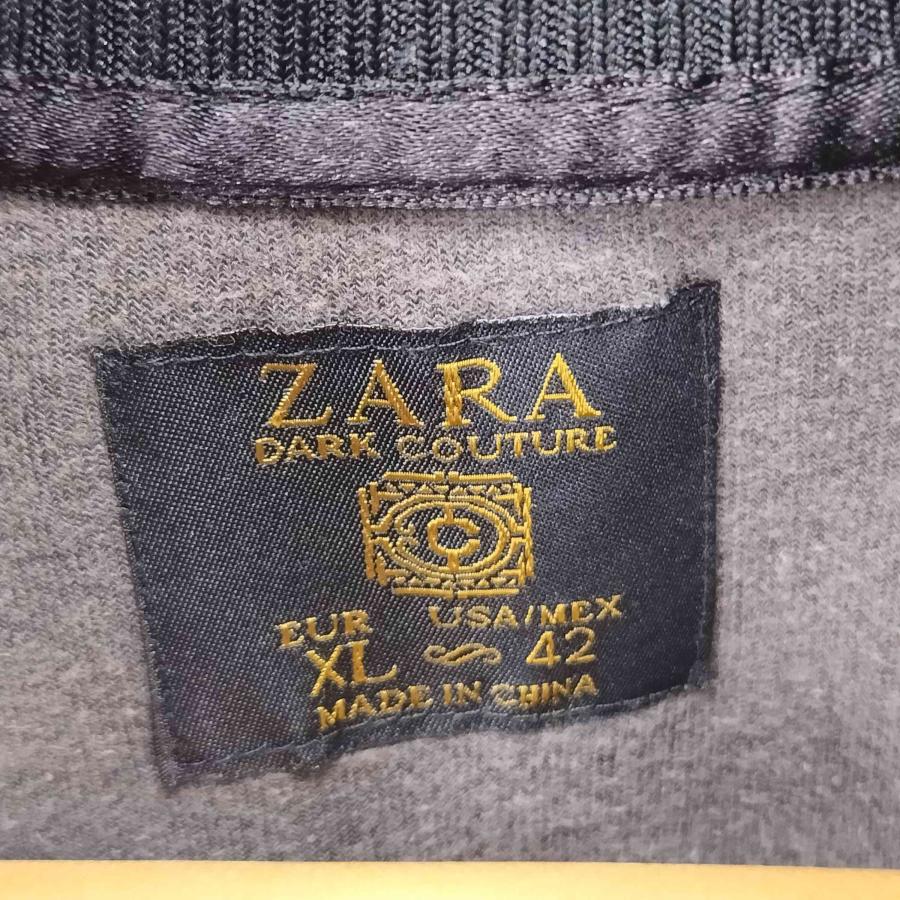 ZARA
DARK COUTURE
EUR USA/MEX
XL 42
MADE IN CHINA